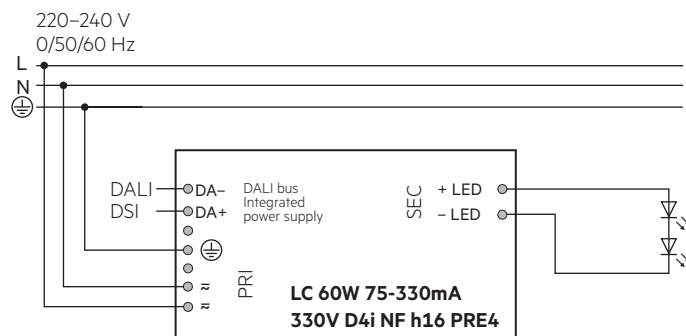 220–240 V
0/50/60 Hz
L
N
DALI
DSI
DA–
DA+
DALI bus
Integrated
power supply
PRI
SEC
+ LED
– LED
≂
≂
LC 60W 75-330mA
330V D4i NF h16 PRE4